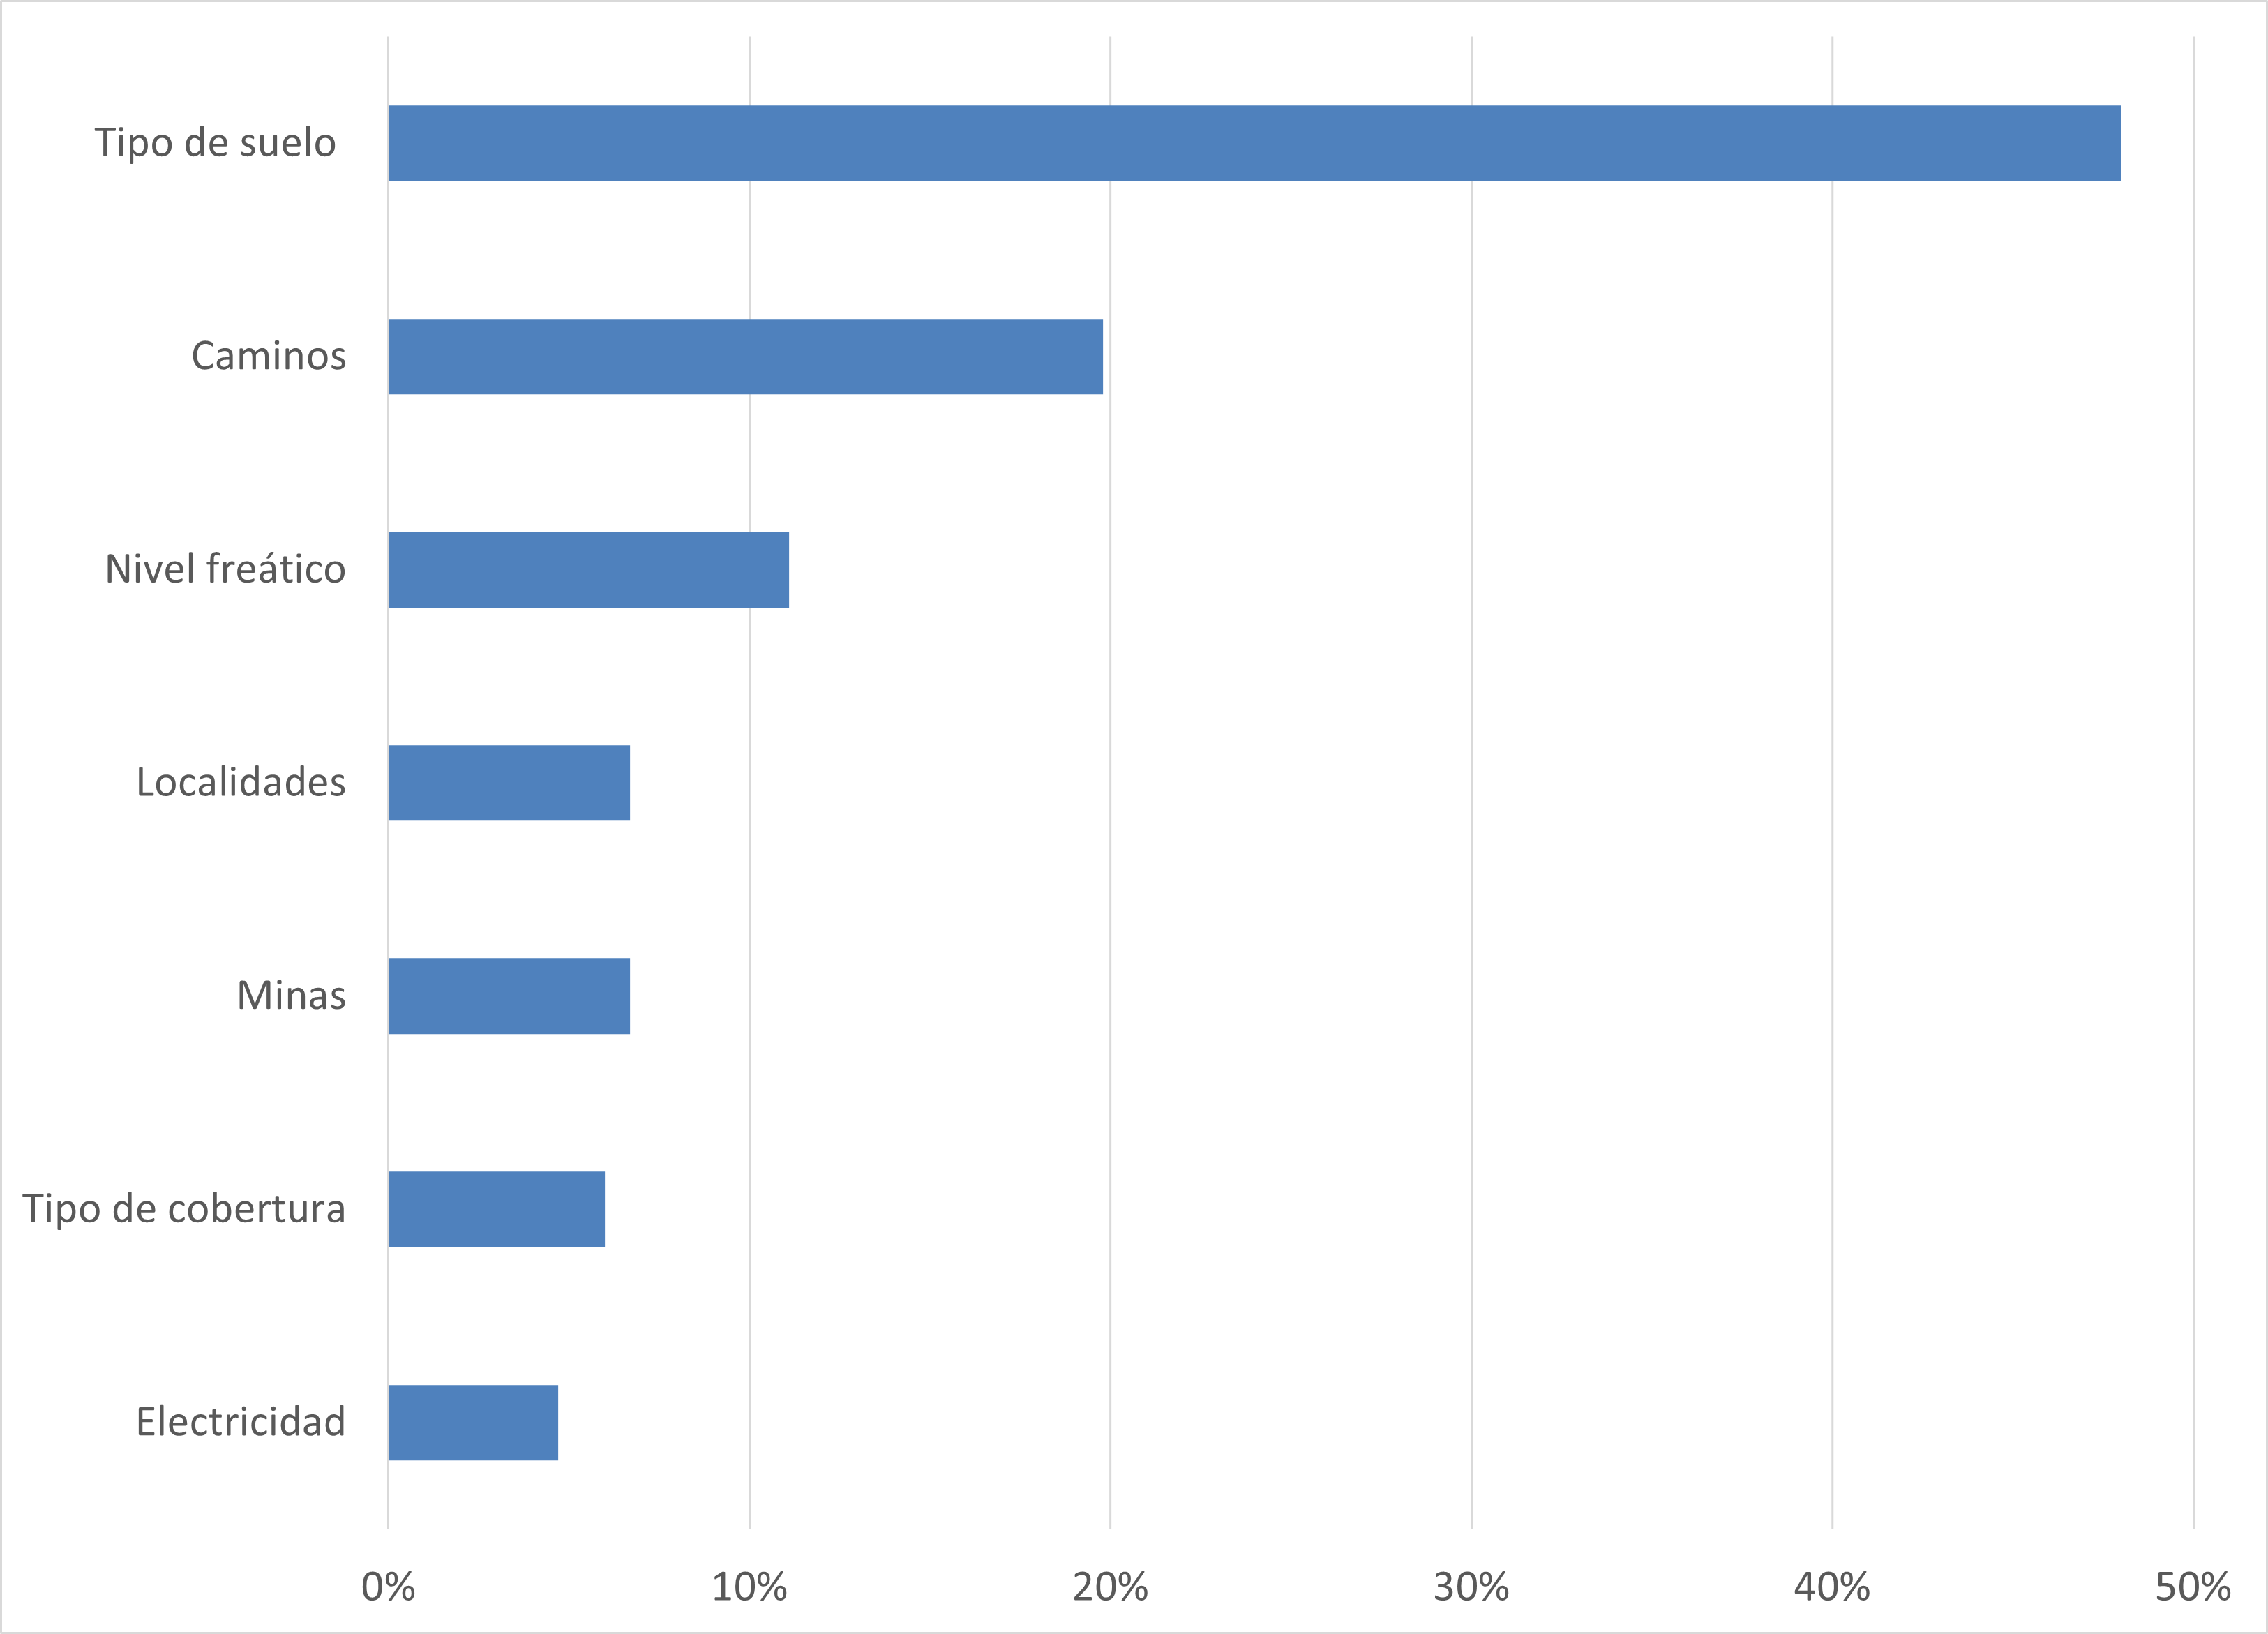 Tipo de suelo
Caminos
Nivel freático
Localidades
Minas
Tipo de cobertura
Electricidad
0% 10% 20% 30% 40% 50%